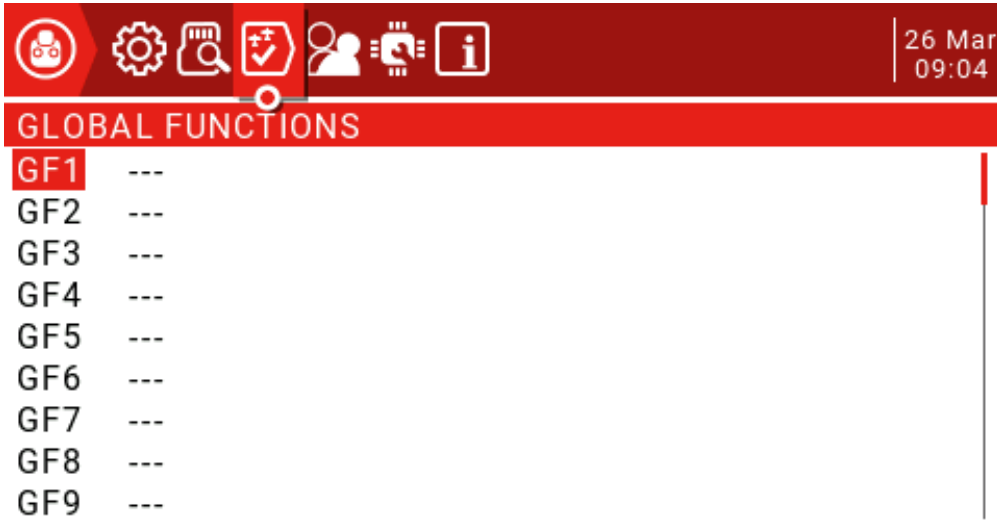 26 Mar
09:04
GLOBAL FUNCTIONS
GF1 ---
GF2 ---
GF3 ---
GF4 ---
GF5 ---
GF6 ---
GF7 ---
GF8 ---
GF9 ---